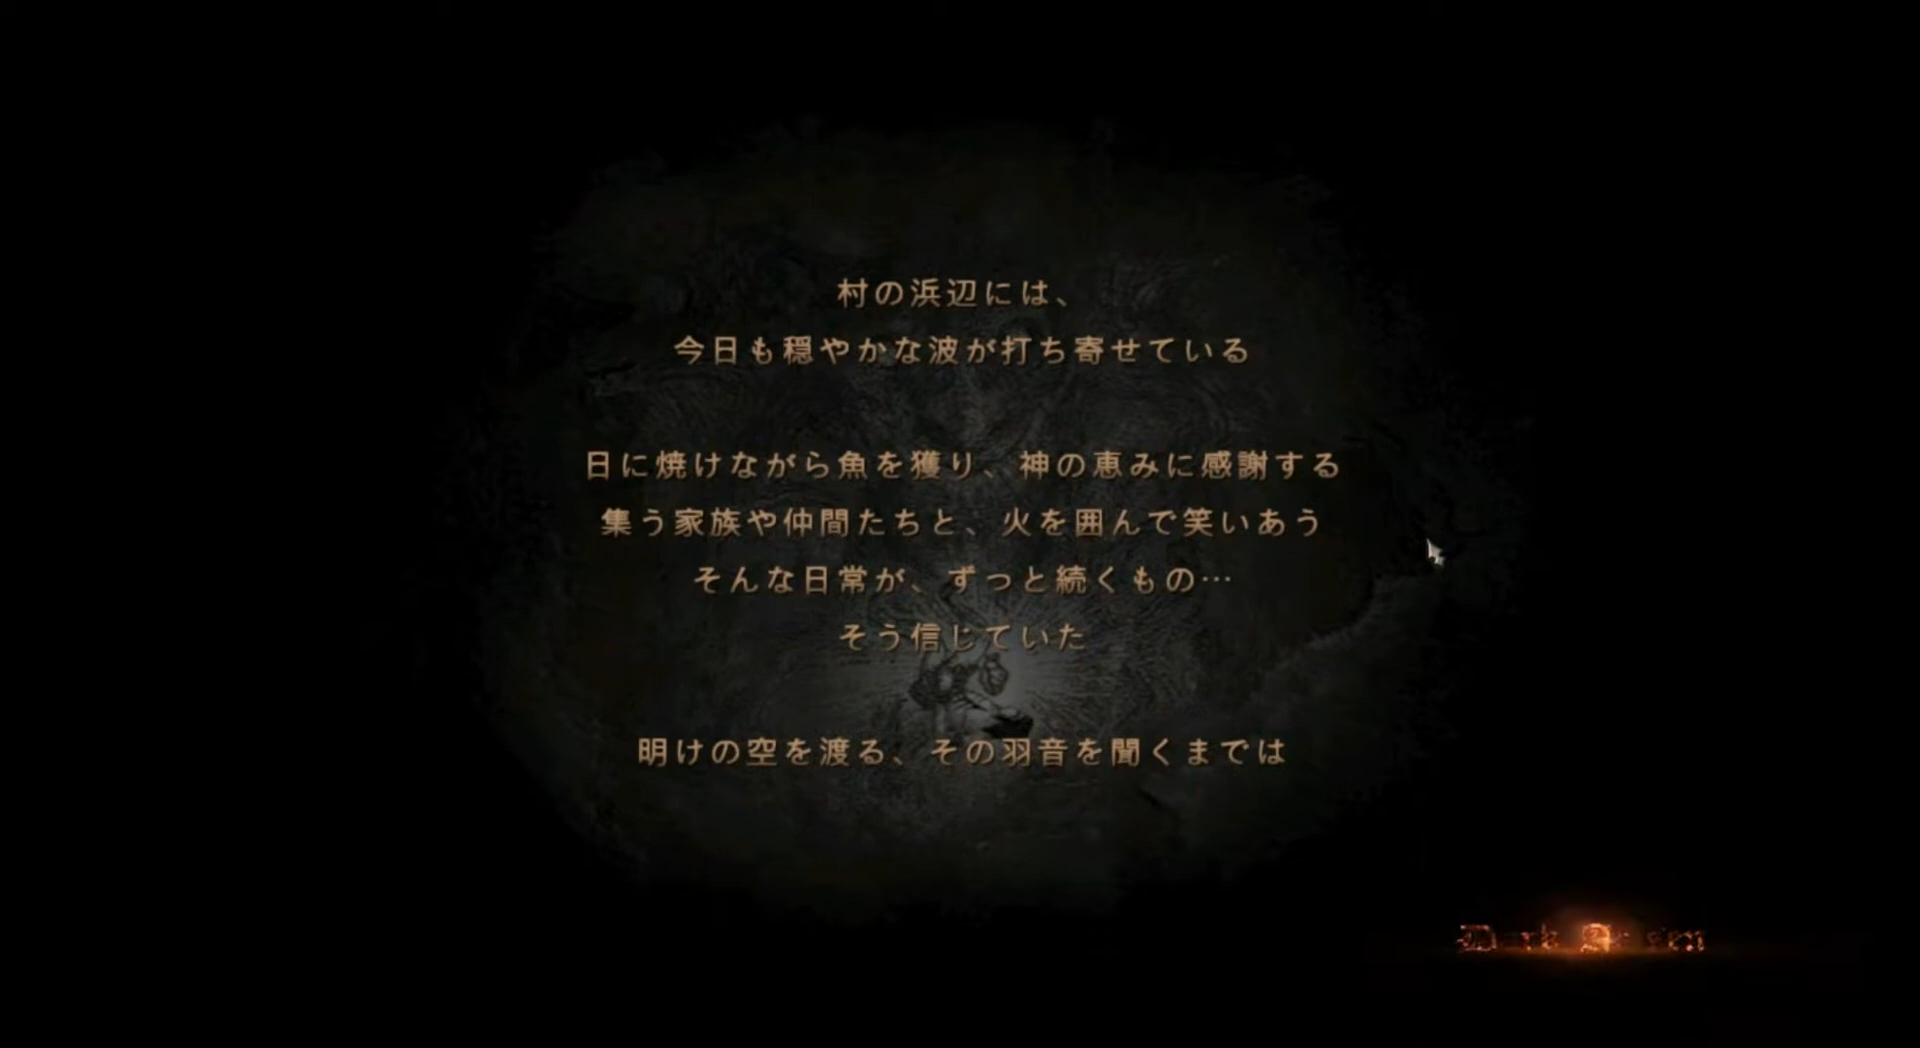 村の浜辺には、
今日も穏やかな波が打ち寄せている
日に焼けながら魚を獲り、神の恵みに感謝する
集う家族や仲間たちと、火を囲んで笑いあう
そんな日常が、ずっと続くもの…
そう信じていた
明けの空を渡る、その羽音を聞くまでは
Dark